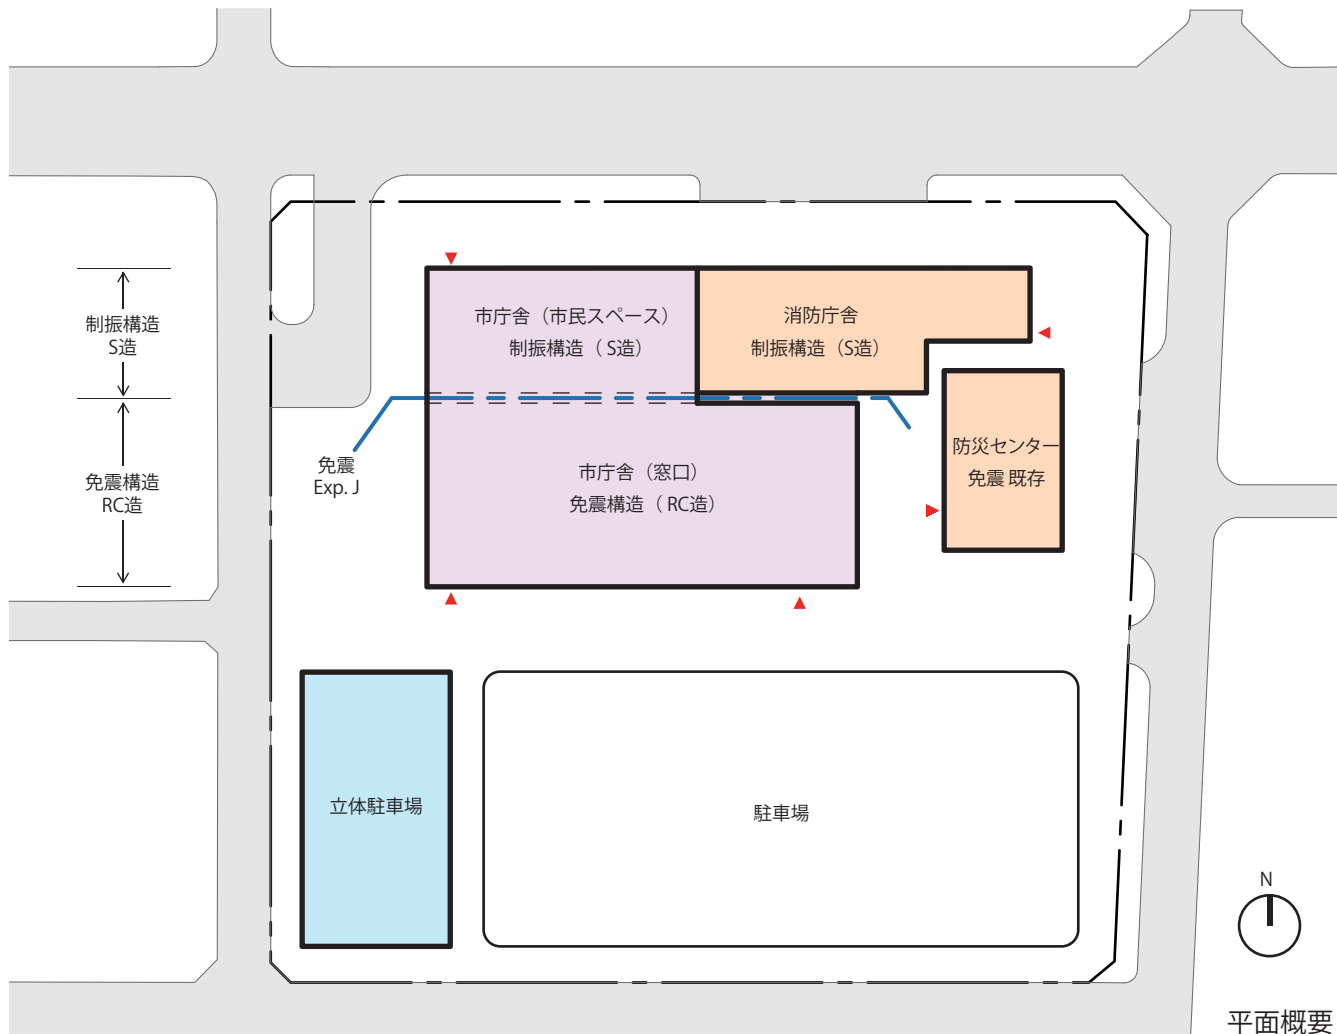 市庁舎（市民スペース）
制振構造（ S造）
消防庁舎
制振構造（S造）
制振構造
S造
免震構造
RC造
免震
Exp. J
市庁舎（窓口）
免震構造（ RC造）
防災センター
免震 既存
立体駐車場
駐車場
N
平面概要